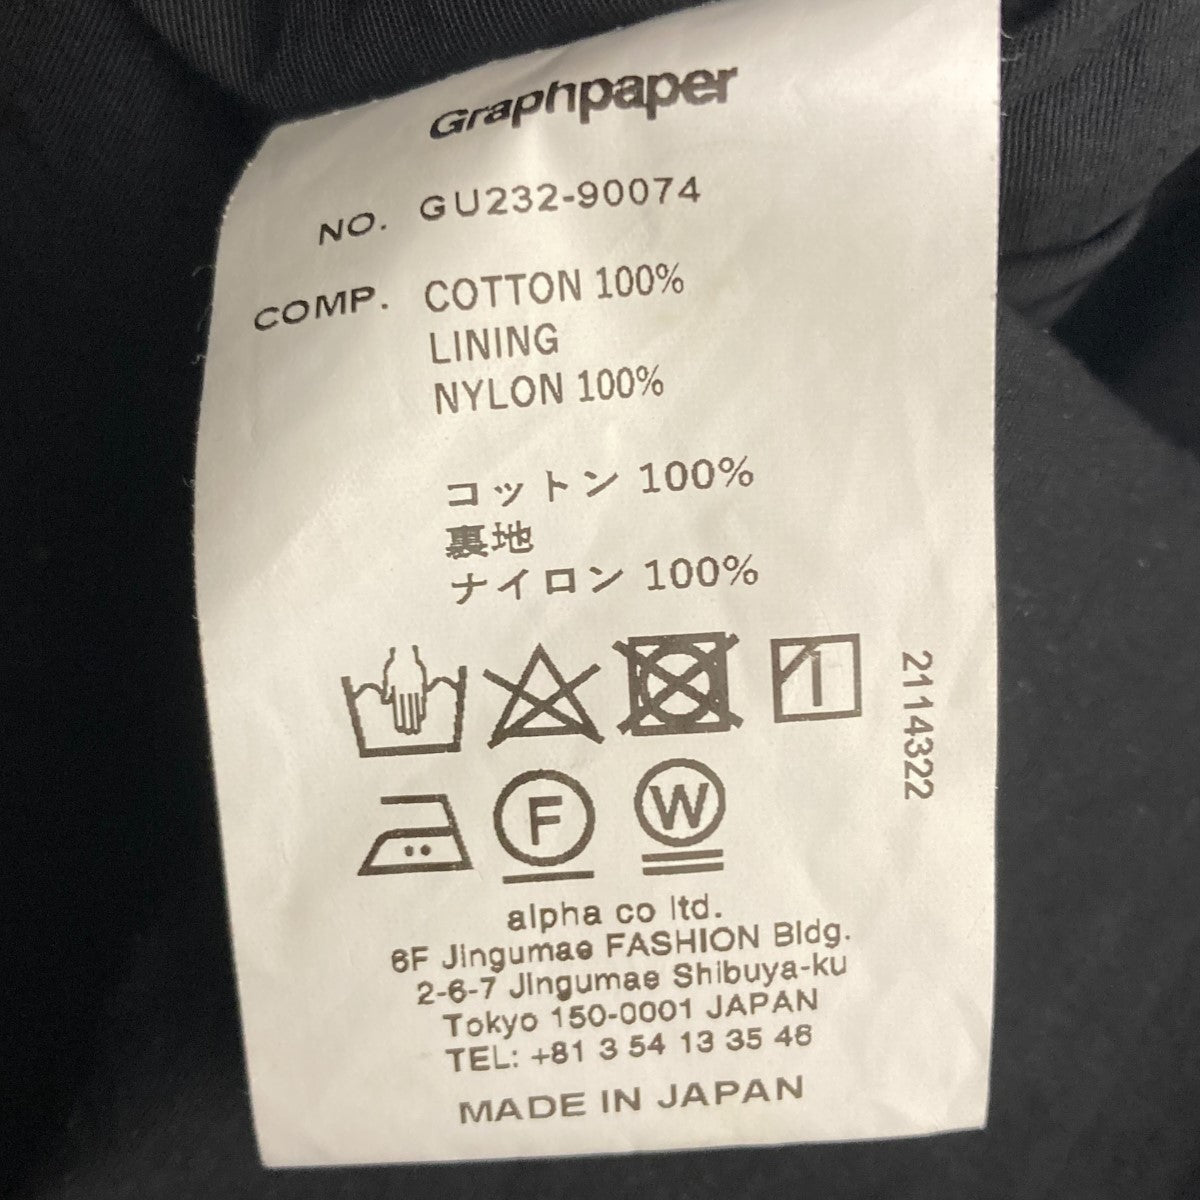 Graphpaper
NO. GU232-90074
COMP. COTTON 100%
LINING
NYLON 100%
コットン 100%
裏地
ナイロン 100%
2114322
F
W
alpha co ltd.
6F Jingumae FASHION Bldg.
2-6-7 Jingumae Shibuya-ku
Tokyo 150-0001 JAPAN
TEL: +81 3 54 13 35 46
MADE IN JAPAN